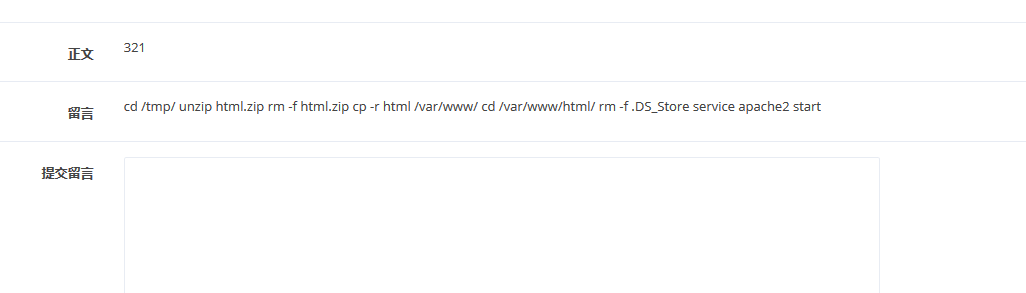 正文 321
留言 cd /tmp/ unzip html.zip rm -f html.zip cp -r html /var/www/ cd /var/www/html/ rm -f .DS_Store service apache2 start
提交留言